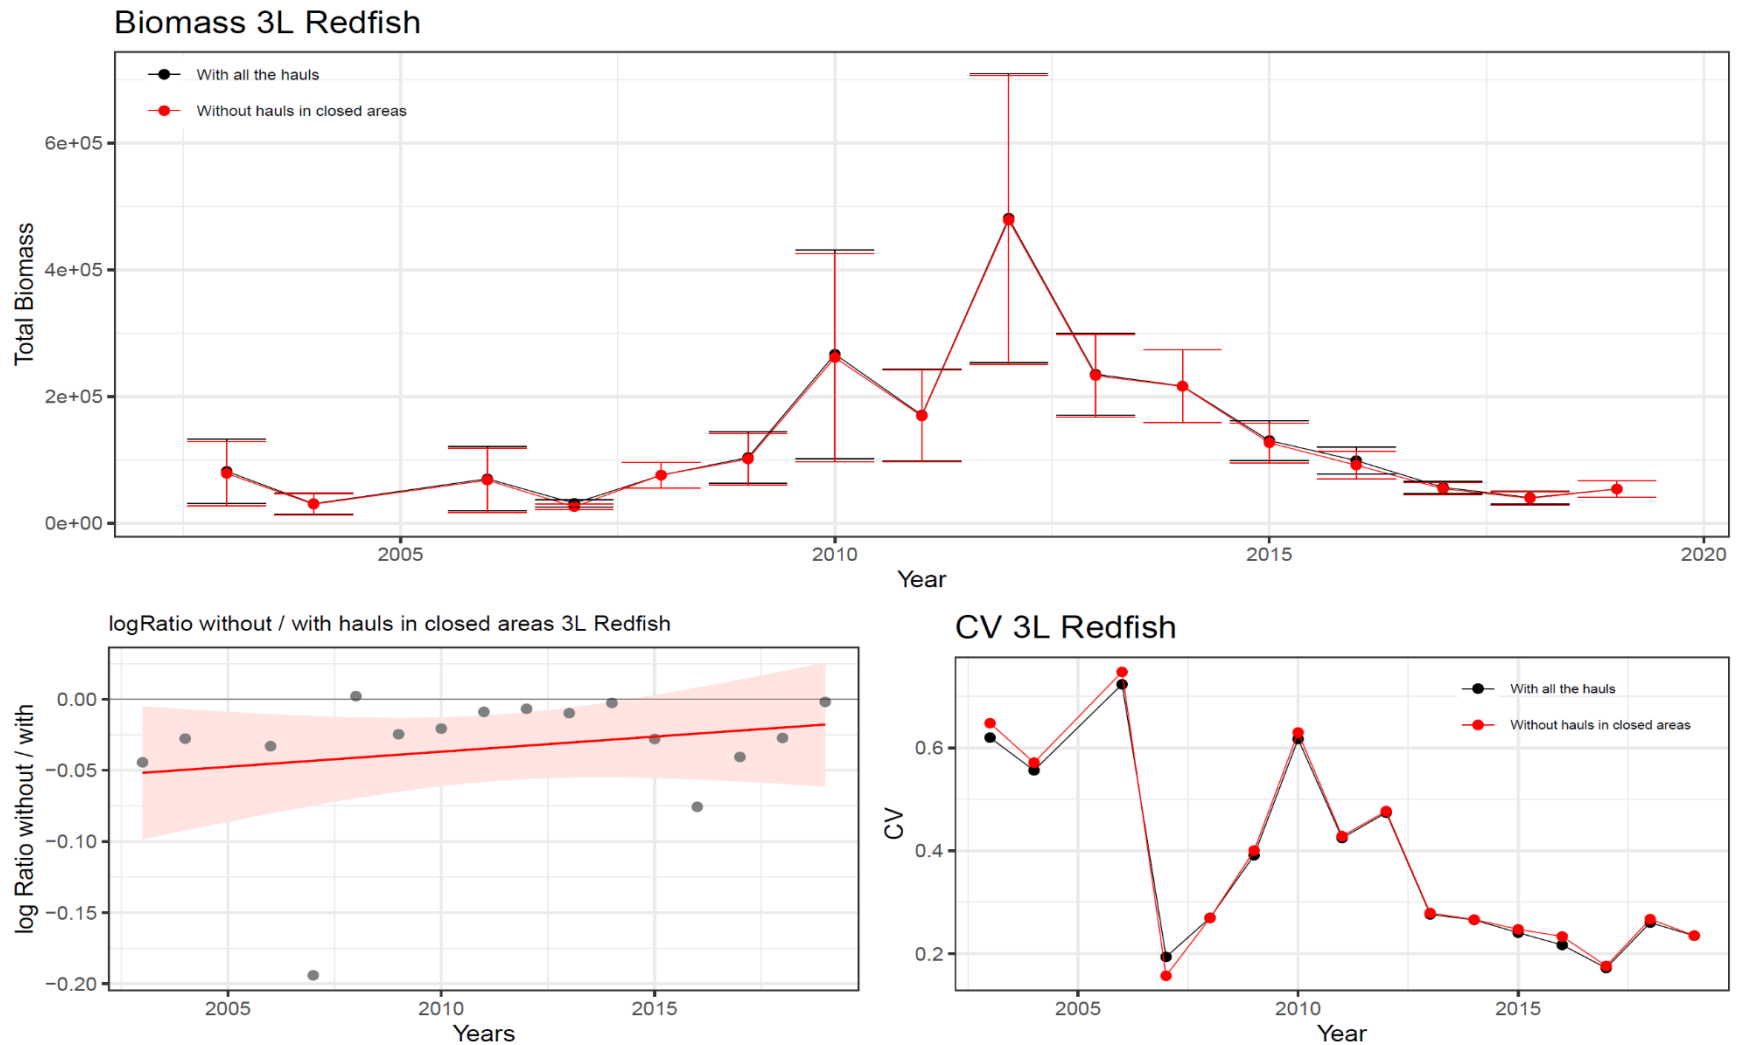 Biomass 3L Redfish
With all the hauls
Without hauls in closed areas
6e+05
4e+05
2e+05
0e+00
Total Biomass
2005
2010
2015
2020
Year
logRatio without / with hauls in closed areas 3L Redfish
0.00
−0.05
−0.10
−0.15
−0.20
log Ratio without / with
2005
2010
2015
Years
CV 3L Redfish
With all the hauls
Without hauls in closed areas
0.6
0.4
0.2
CV
2005
2010
2015
Year